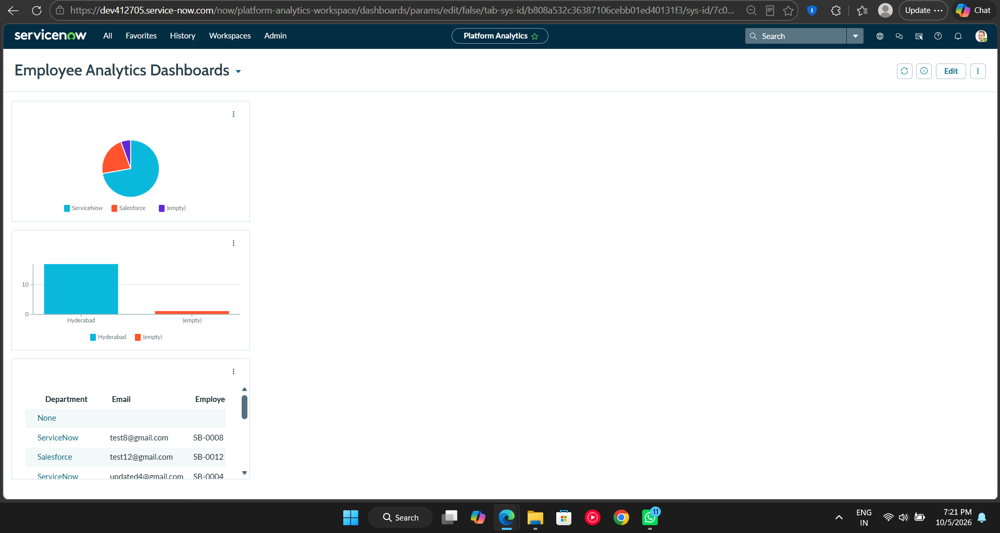 https://dev412705.service-now.com/now/platform-analytics-workspace/dashboards/params/edit/false/tab-sys-id/b808a532c36387106cebb01ed40131f3/sys-id/7c0...
Update
Chat
servicenow
All Favorites History Workspaces Admin
Platform Analytics
Search
Employee Analytics Dashboards
Edit
ServiceNow Salesforce (empty)
10
0
Hyderabad (empty)
Hyderabad (empty)
Department Email Employe
None
ServiceNow test8@gmail.com SB-0008
Salesforce test12@gmail.com SB-0012
ServiceNow updated4@gmail.com SB-0004
Search
11
ENG
IN
7:21 PM
10/5/2026